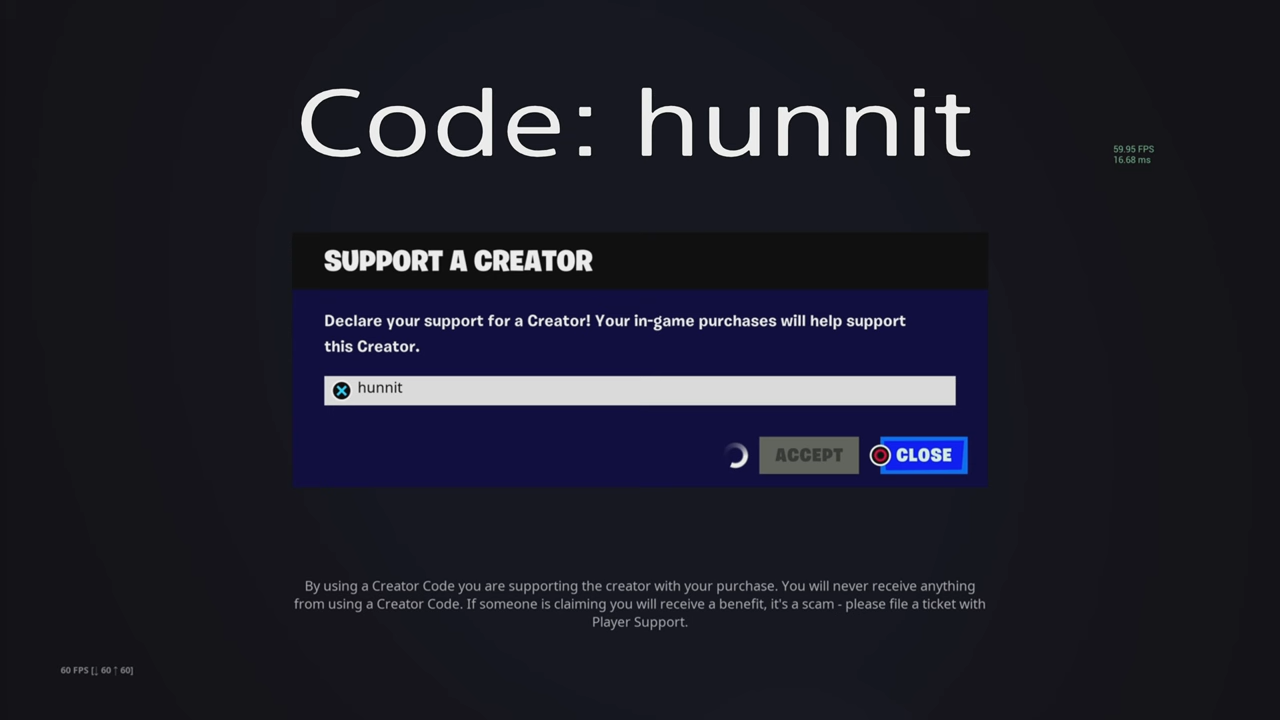 Code: hunnit
59.95 FPS
16.68 ms
SUPPORT A CREATOR
Declare your support for a Creator! Your in-game purchases will help support
this Creator.
hunnit
ACCEPT
CLOSE
By using a Creator Code you are supporting the creator with your purchase. You will never receive anything
from using a Creator Code. If someone is claiming you will receive a benefit, it's a scam - please file a ticket with
Player Support.
60 FPS [↓ 60 ↑ 60]